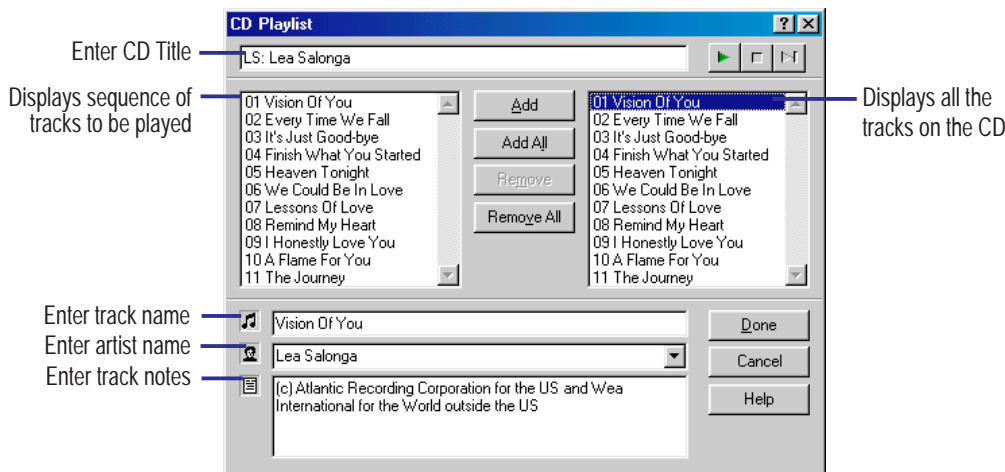 CD Playlist
Enter CD Title
LS: Lea Salonga
Displays sequence of
tracks to be played
01 Vision Of You
02 Every Time We Fall
03 It's Just Good-bye
04 Finish What You Started
05 Heaven Tonight
06 We Could Be In Love
07 Lessons Of Love
08 Remind My Heart
09 I Honestly Love You
10 A Flame For You
11 The Journey
Add
Add All
Remove
Remove All
01 Vision Of You
02 Every Time We Fall
03 It's Just Good-bye
04 Finish What You Started
05 Heaven Tonight
06 We Could Be In Love
07 Lessons Of Love
08 Remind My Heart
09 I Honestly Love You
10 A Flame For You
11 The Journey
Displays all the
tracks on the CD
Enter track name
Vision Of You
Enter artist name
Lea Salonga
Enter track notes
(c) Atlantic Recording Corporation for the US and Wea
International for the World outside the US
Done
Cancel
Help